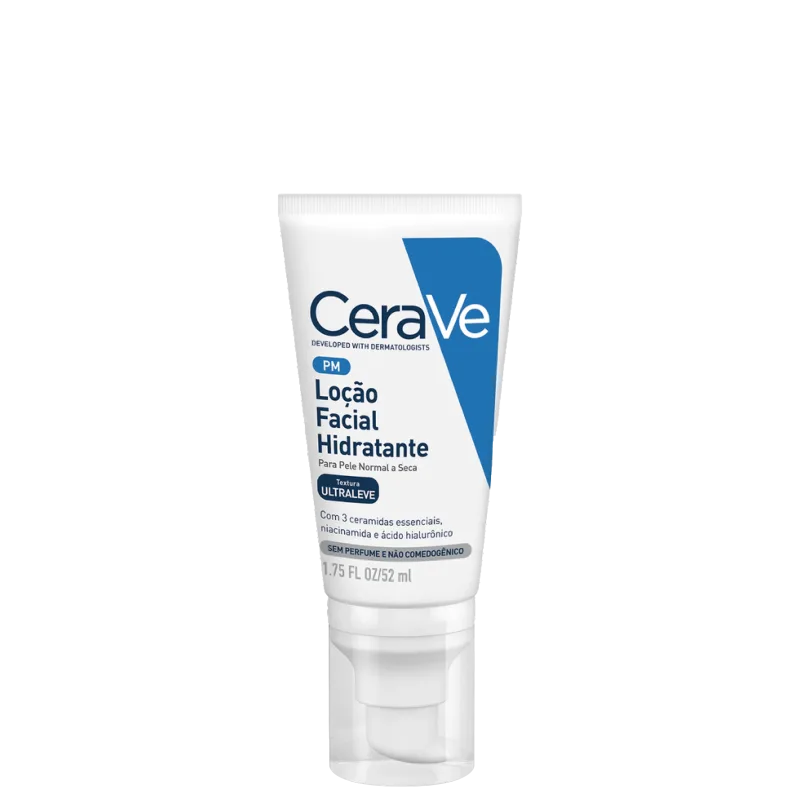 CeraVe
DEVELOPED WITH DERMATOLOGISTS
PM
Loção
Facial
Hidratante
Para Pele Normal a Seca
Textura
ULTRALEVE
Com 3 ceramidas essenciais,
niacinamida e ácido hialurônico
SEM PERFUME E NÃO COMEDOGÊNICO
1.75 FL OZ/52 ml